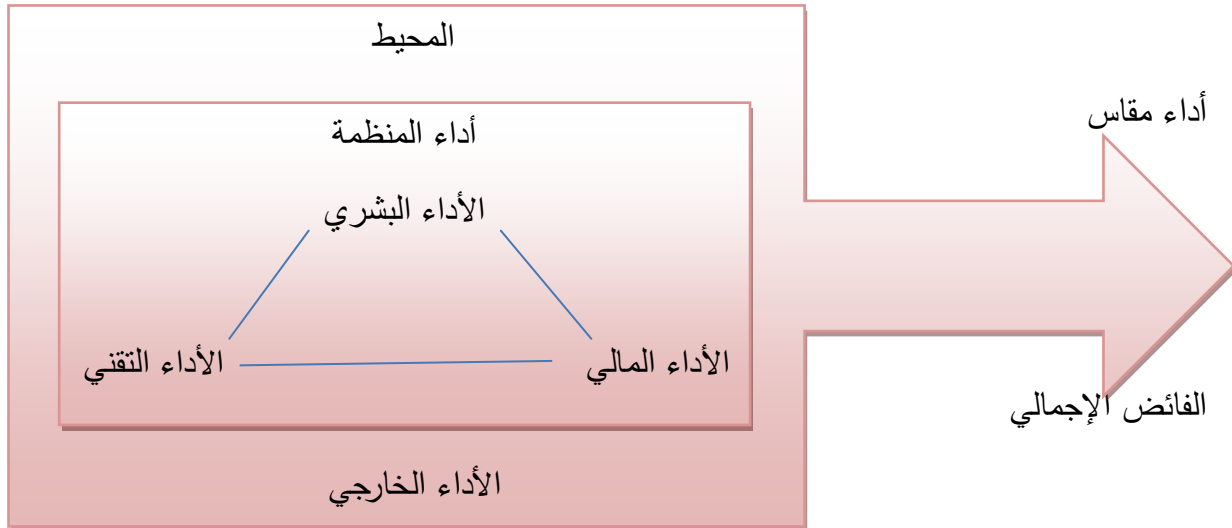 المحيط
أداء مقاس
أداء المنظمة
الأداء البشري
الأداء المالي
الأداء التقني
الفائض الإجمالي
الأداء الخارجي